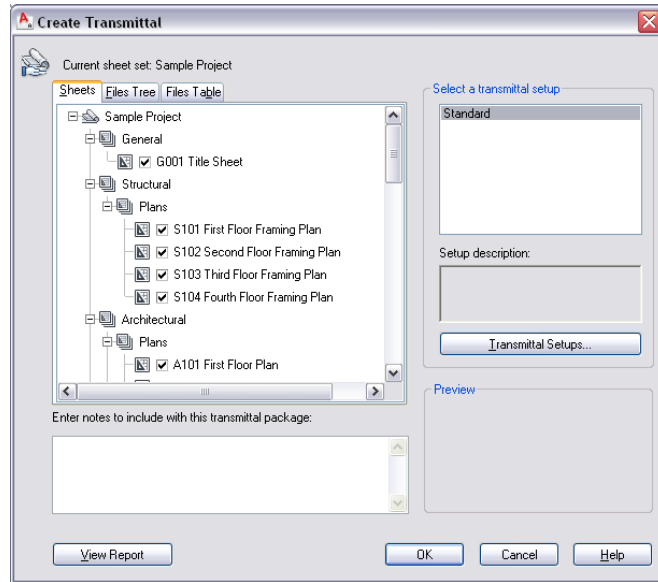 Create Transmittal
Current sheet set: Sample Project
Sheets Files Tree Files Table
Sample Project
General
G001 Title Sheet
Structural
Plans
S101 First Floor Framing Plan
S102 Second Floor Framing Plan
S103 Third Floor Framing Plan
S104 Fourth Floor Framing Plan
Architectural
Plans
A101 First Floor Plan
Enter notes to include with this transmittal package:
Select a transmittal setup
Standard
Setup description:
Transmittal Setups...
Preview
View Report OK Cancel Help